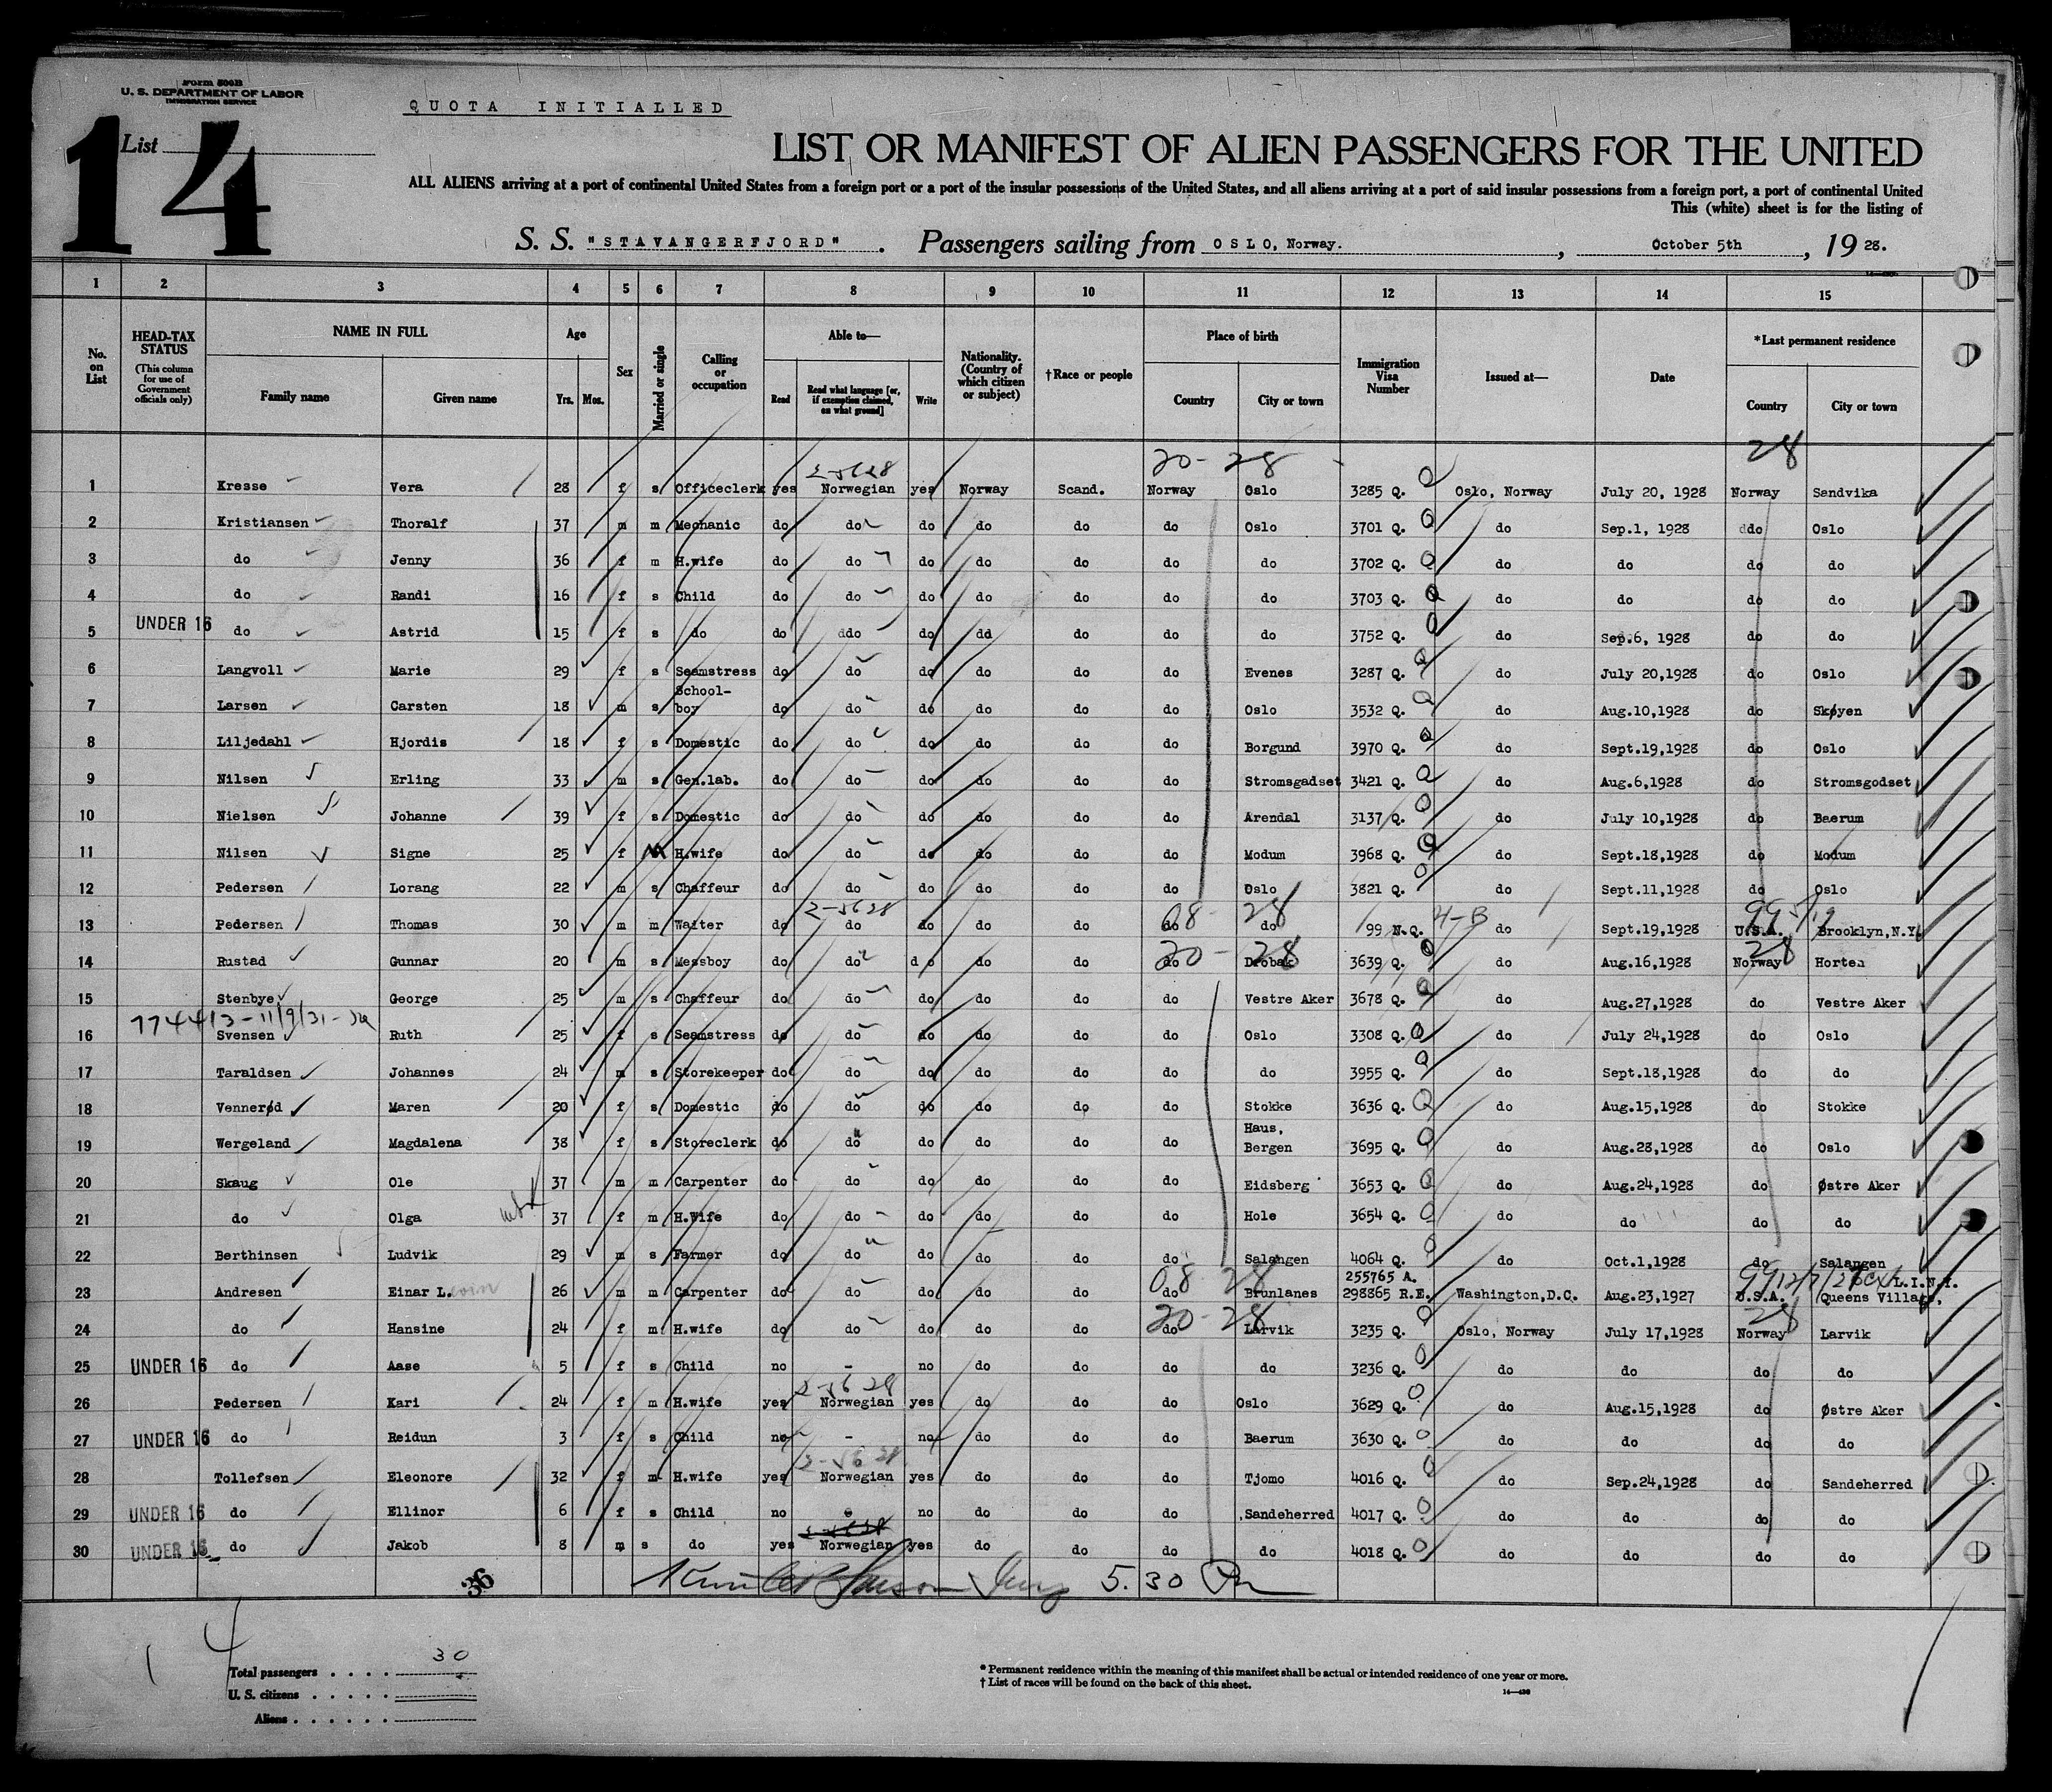 Form 500B
U. S. DEPARTMENT OF LABOR
IMMIGRATION SERVICE
QUOTA INITIALLED
List 14
LIST OR MANIFEST OF ALIEN PASSENGERS FOR THE UNITED
ALL ALIENS arriving at a port of continental United States from a foreign port or a port of the insular possessions of the United States, and all aliens arriving at a port of said insular possessions from a foreign port, a port of continental United
This (white) sheet is for the listing of
S. S. "STAVANGERFJORD". Passengers sailing from OSLO, Norway. , October 5th , 19 28.
1 2 3 4 5 6 7 8 9 10 11 12 13 14 15
No. on List
HEAD-TAX STATUS (This column for use of Government officials only)
NAME IN FULL Family name Given name
Age Yrs. Mos.
Sex
Married or single
Calling or occupation
Able to— Read Read what language [or, if exemption claimed, on what ground] Write
Nationality. (Country of which citizen or subject)
†Race or people
Place of birth Country City or town
Immigration Visa Number
Issued at—
Date
*Last permanent residence Country City or town
20-28 28
2-5628
1 Kresse Vera 28 f s Officeclerk yes Norwegian yes Norway Scand. Norway Oslo 3285 Q. Oslo, Norway July 20, 1928 Norway Sandvika
2 Kristiansen Thoralf 37 m m Mechanic do do do do do do Oslo 3701 Q. do Sep.1, 1928 ddo Oslo
3 do Jenny 36 f m H.wife do do do do do do do 3702 Q. do do do do
4 do Randi 16 f s Child do do do do do do do 3703 Q. do do do do
5 UNDER 16 do Astrid 15 f s do do ddo do dd do do do 3752 Q. do Sep.6, 1928 do do
6 Langvoll Marie 29 f s Seamstress do do do do do do Evenes 3287 Q. do July 20,1928 do Oslo
7 Larsen Carsten 18 m s School-boy do do do do do do Oslo 3532 Q. do Aug.10,1928 do Skøyen
8 Liljedahl Hjordis 18 f s Domestic do do do do do do Borgund 3970 Q. do Sept.19,1928 do Oslo
9 Nilsen Erling 33 m s Gen.lab. do do do do do do Stromsgadset 3421 Q. do Aug.6,1928 do Stromsgodset
10 Nielsen Johanne 39 f s Domestic do do do do do do Arendal 3137 Q. do July 10,1928 do Baerum
11 Nilsen Signe 25 f H.wife do do do do do do Modum 3968 Q. do Sept.18,1928 do Modum
12 Pedersen Lorang 22 m s Chaffeur do do do do do do Oslo 3821 Q. do Sept.11,1928 do Oslo
2-5628 08 28 4-B 99
13 Pedersen Thomas 30 m m Waiter do do do do do do do 99 N.Q. do Sept.19,1928 U.S.A. Brooklyn,N.Y.
20-28 28
14 Rustad Gunnar 20 m s Messboy do do do do do do Drobak 3639 Q. do Aug.16,1928 Norway Horten
15 Stenbye George 25 m s Chaffeur do do do do do do Vestre Aker 3678 Q. do Aug.27,1928 do Vestre Aker
16 Svensen Ruth 25 f s Seamstress do do do do do do Oslo 3308 Q. do July 24,1928 do Oslo
17 Taraldsen Johannes 24 m s Storekeeper do do do do do do do 3955 Q. do Sept.18,1928 do do
18 Vennerød Maren 20 f s Domestic do do do do do do Stokke 3636 Q. do Aug.15,1928 do Stokke
19 Wergeland Magdalena 38 f s Storeclerk do do do do do do Haus, Bergen 3695 Q. do Aug.28,1928 do Oslo
20 Skaug Ole 37 m m Carpenter do do do do do do Eidsberg 3653 Q. do Aug.24,1928 do Østre Aker
21 do Olga 37 f m H.Wife do do do do do do Hole 3654 Q. do do do do
22 Berthinsen Ludvik 29 m s Farmer do do do do do do Salangen 4064 Q. do Oct.1,1928 do Salangen
08 28 99
23 Andresen Einar L. 26 m m Carpenter do do do do do do Brunlanes 255765 A. 298865 R.E. Washington,D.C. Aug.23,1927 U.S.A. L.I.N.Y. Queens Village,
20-28 28
24 do Hansine 24 f m H.wife do do do do do do Larvik 3235 Q. Oslo, Norway July 17,1928 Norway Larvik
25 UNDER 16 do Aase 5 f s Child no - no do do do do 3236 Q. do do do do
2-56 28
26 Pedersen Kari 24 f m H.wife yes Norwegian yes do do do Oslo 3629 Q. do Aug.15,1928 do Østre Aker
27 UNDER 16 do Reidun 3 f s Child no - no do do do Baerum 3630 Q. do do do do
2-56 28
28 Tollefsen Eleonore 32 f m H.wife yes Norwegian yes do do do Tjomo 4016 Q. do Sep.24,1928 do Sandeherred
29 UNDER 16 do Ellinor 6 f s Child no no do do do Sandeherred 4017 Q. do do do do
30 UNDER 16 do Jakob 8 m s do yes Norwegian yes do do do do 4018 Q. do do do do
36 5.30 Pm
14
Total passengers . . . . 30
U. S. citizens . . . . .
Aliens . . . . . .
* Permanent residence within the meaning of this manifest shall be actual or intended residence of one year or more.
† List of races will be found on the back of this sheet.